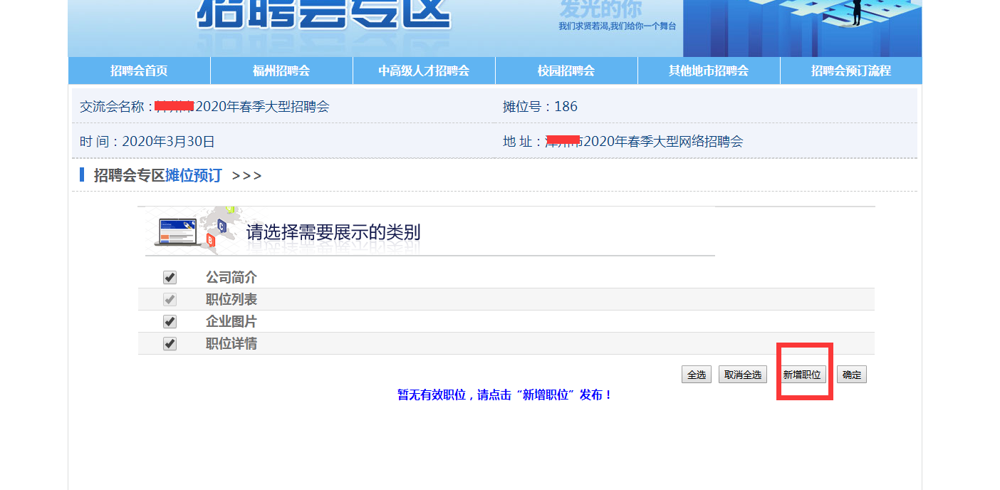 招聘会专区
发光的你
我们求贤若渴,我们给你一个舞台
招聘会首页 福州招聘会 中高级人才招聘会 校园招聘会 其他地市招聘会 招聘会预订流程
交流会名称：2020年春季大型招聘会 摊位号：186
时 间：2020年3月30日 地 址：2020年春季大型网络招聘会
招聘会专区摊位预订 >>>
请选择需要展示的类别
公司简介
职位列表
企业图片
职位详情
全选 取消全选 新增职位 确定
暂无有效职位，请点击“新增职位”发布！